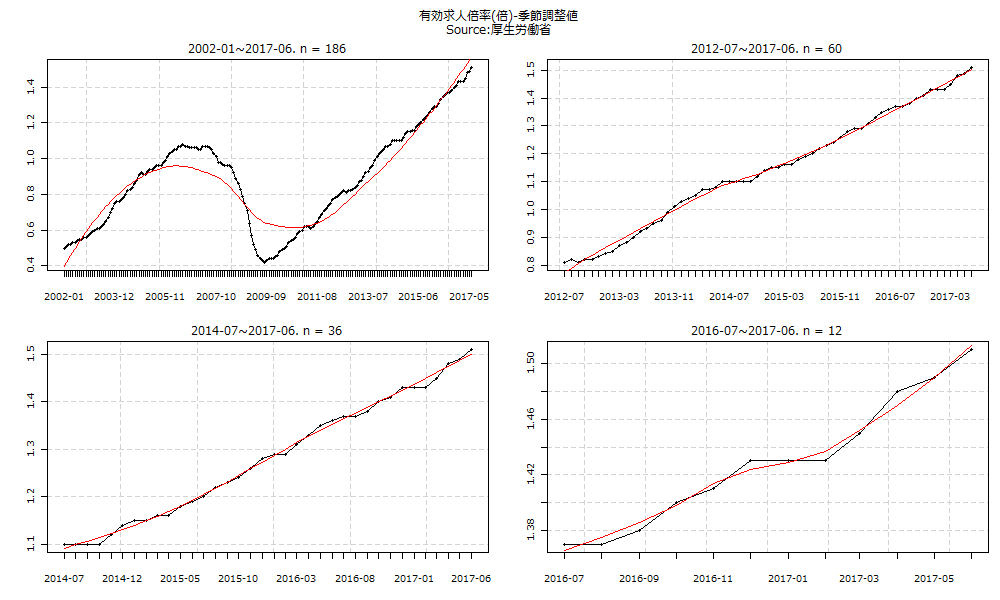 有効求人倍率(倍)-季節調整値
Source:厚生労働省
2002-01~2017-06. n = 186
0.4 0.6 0.8 1.0 1.2 1.4
2002-01 2003-12 2005-11 2007-10 2009-09 2011-08 2013-07 2015-06 2017-05
2012-07~2017-06. n = 60
0.8 0.9 1.0 1.1 1.2 1.3 1.4 1.5
2012-07 2013-03 2013-11 2014-07 2015-03 2015-11 2016-07 2017-03
2014-07~2017-06. n = 36
1.1 1.2 1.3 1.4 1.5
2014-07 2014-12 2015-05 2015-10 2016-03 2016-08 2017-01 2017-06
2016-07~2017-06. n = 12
1.38 1.42 1.46 1.50
2016-07 2016-09 2016-11 2017-01 2017-03 2017-05